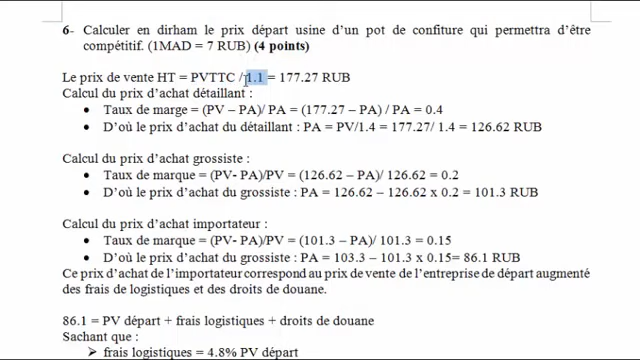 6- Calculer en dirham le prix départ usine d’un pot de confiture qui permettra d’être
compétitif. (1MAD = 7 RUB) (4 points)
Le prix de vente HT = PVTTC / 1.1 = 177.27 RUB
Calcul du prix d’achat détaillant :
• Taux de marge = (PV – PA)/ PA = (177.27 – PA) / PA = 0.4
• D’où le prix d’achat du détaillant : PA = PV/1.4 = 177.27/ 1.4 = 126.62 RUB
Calcul du prix d’achat grossiste :
• Taux de marque = (PV- PA)/PV = (126.62 – PA)/ 126.62 = 0.2
• D’où le prix d’achat du grossiste : PA = 126.62 – 126.62 x 0.2 = 101.3 RUB
Calcul du prix d’achat importateur :
• Taux de marque = (PV- PA)/PV = (101.3 – PA)/ 101.3 = 0.15
• D’où le prix d’achat du grossiste : PA = 103.3 – 101.3 x 0.15= 86.1 RUB
Ce prix d’achat de l’importateur correspond au prix de vente de l’entreprise de départ augmenté
des frais de logistiques et des droits de douane.
86.1 = PV départ + frais logistiques + droits de douane
Sachant que :
➢ frais logistiques = 4.8% PV départ